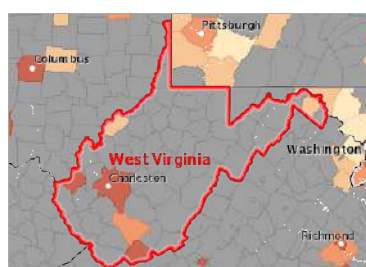 Pittsburgh
Columbus
Washington
West Virginia
Charleston
Richmond